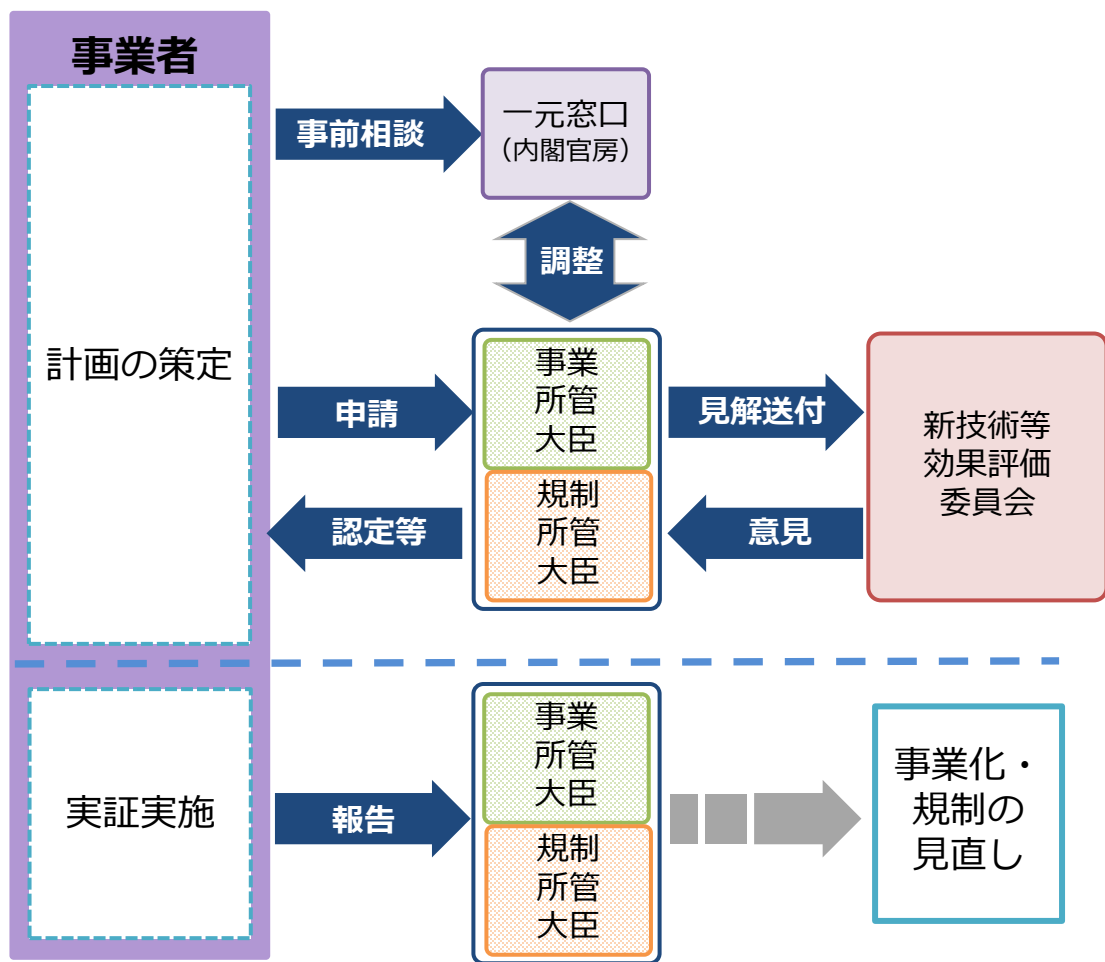 事業者
事前相談
一元窓口
（内閣官房）
調整
計画の策定
申請
事業
所管
大臣
見解送付
新技術等
効果評価
委員会
認定等
規制
所管
大臣
意見
実証実施
報告
事業
所管
大臣
規制
所管
大臣
事業化・
規制の
見直し